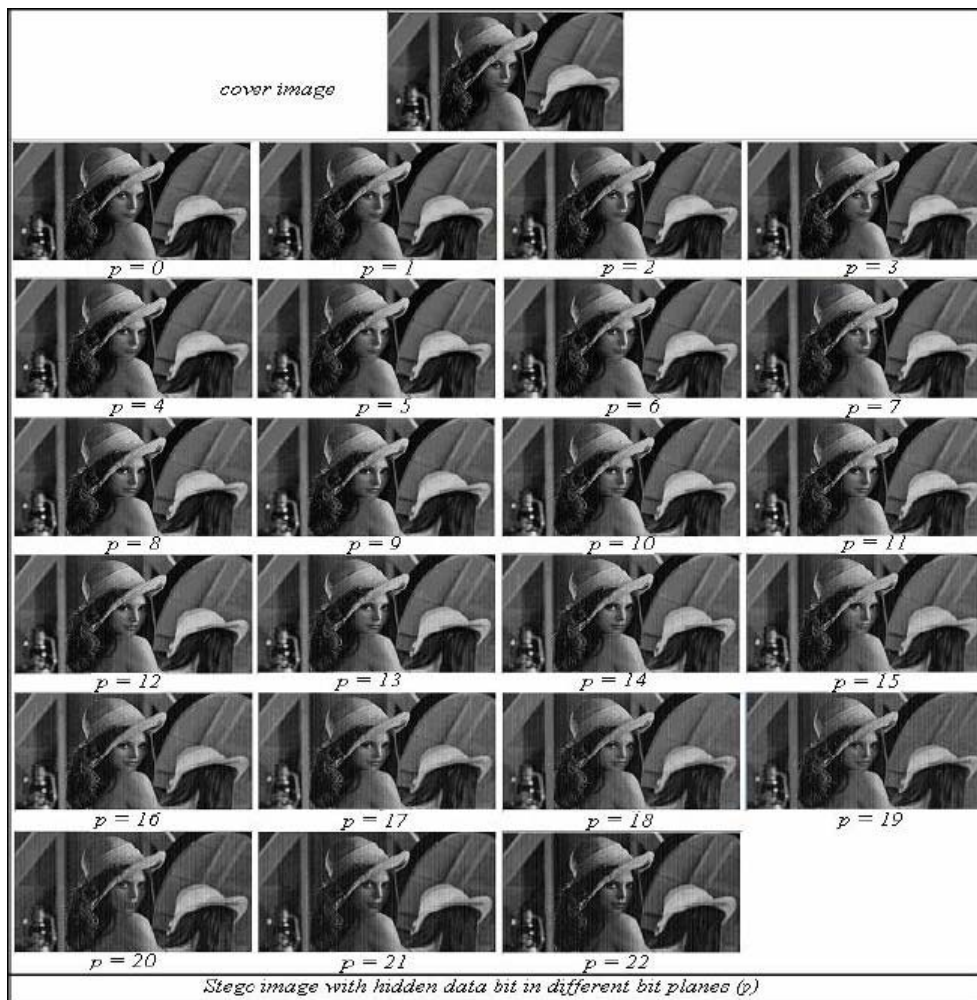 cover image
p = 0 p = 1 p = 2 p = 3
p = 4 p = 5 p = 6 p = 7
p = 8 p = 9 p = 10 p = 11
p = 12 p = 13 p = 14 p = 15
p = 16 p = 17 p = 18 p = 19
p = 20 p = 21 p = 22
Stego image with hidden data bit in different bit planes (p)